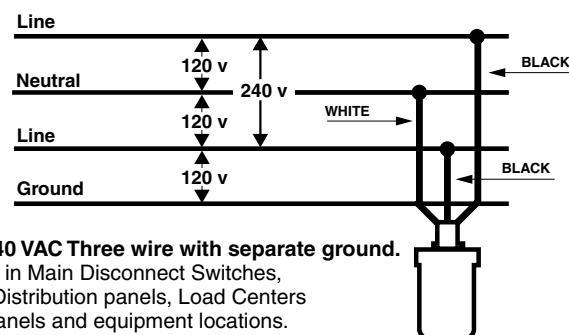 Line
120 v
BLACK
Neutral
240 v
120 v
WHITE
Line
120 v
BLACK
Ground
40 VAC Three wire with separate ground.
in Main Disconnect Switches,
Distribution panels, Load Centers
anels and equipment locations.